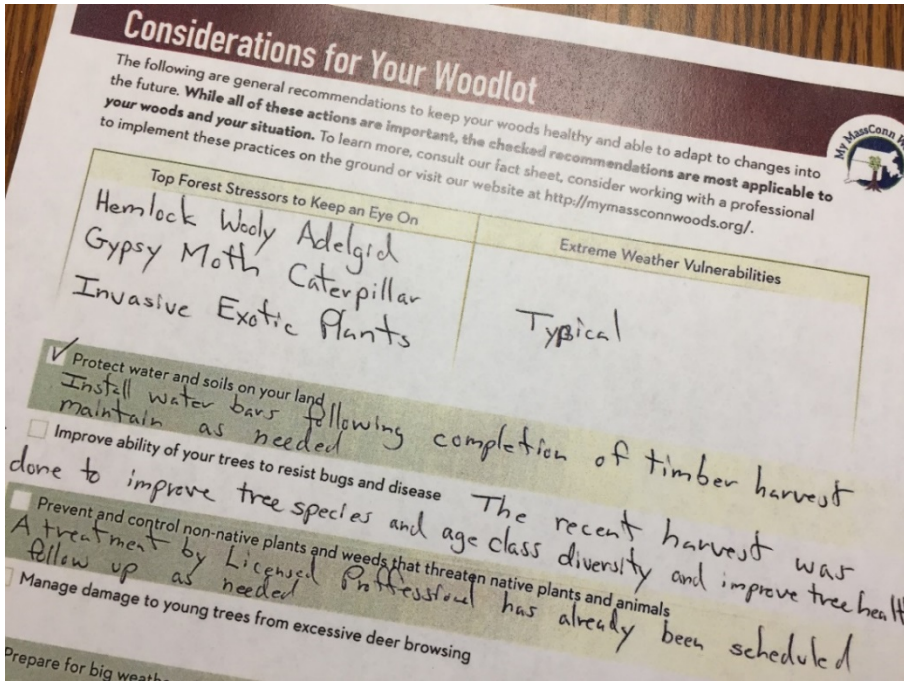 Considerations for Your Woodlot
The following are general recommendations to keep your woods healthy and able to adapt to changes into
the future. While all of these actions are important, the checked recommendations are most applicable to
your woods and your situation. To learn more, consult our fact sheet, consider working with a professional
to implement these practices on the ground or visit our website at http://mymassconnwoods.org/.
My MassConn W
Top Forest Stressors to Keep an Eye On
Hemlock Wooly Adelgid
Gypsy Moth Caterpillar
Invasive Exotic Plants
Extreme Weather Vulnerabilities
Typical
Protect water and soils on your land
Install water bars following completion of timber harvest
maintain as needed
Improve ability of your trees to resist bugs and disease The recent harvest was
done to improve tree species and age class diversity and improve tree healt
Prevent and control non-native plants and weeds that threaten native plants and animals
A treatment by Licensed Proffessional has already been scheduled
follow up as needed
Manage damage to young trees from excessive deer browsing
Prepare for big weath